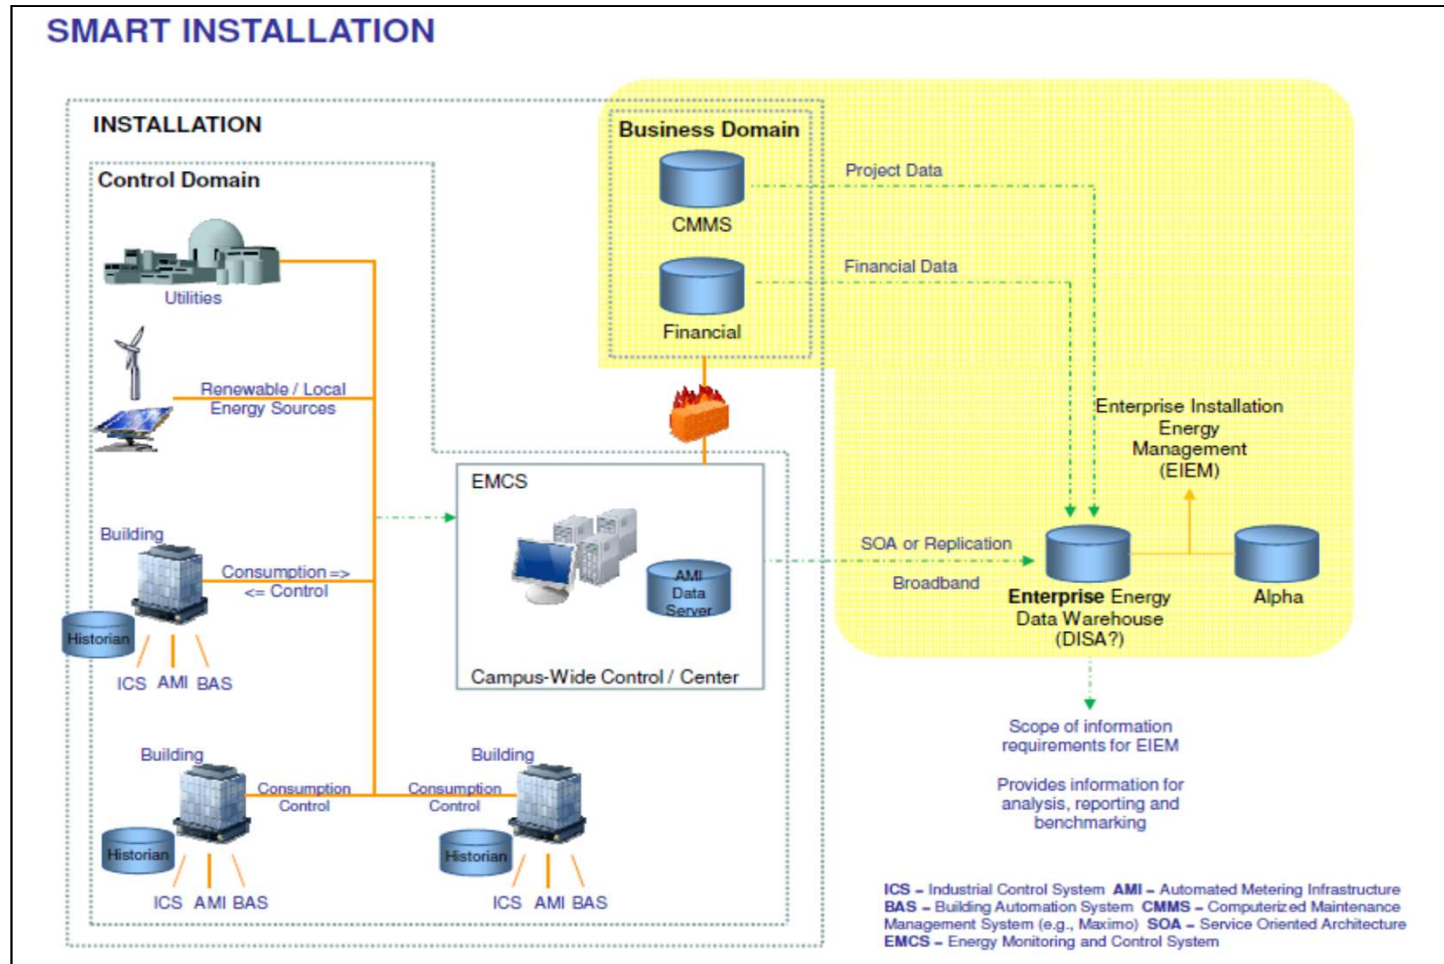 SMART INSTALLATION
INSTALLATION
Control Domain
Utilities
Renewable / Local
Energy Sources
Building
Consumption =>
<= Control
Historian
ICS AMI BAS
Building
Consumption
Control
Historian
ICS AMI BAS
Building
Consumption
Control
Historian
ICS AMI BAS
EMCS
AMI
Data
Server
Campus-Wide Control / Center
Business Domain
CMMS
Financial
Project Data
Financial Data
SOA or Replication
Broadband
Enterprise Installation
Energy
Management
(EIEM)
Enterprise Energy
Data Warehouse
(DISA?)
Alpha
Scope of information
requirements for EIEM
Provides information for
analysis, reporting and
benchmarking
ICS – Industrial Control System AMI – Automated Metering Infrastructure
BAS – Building Automation System CMMS – Computerized Maintenance
Management System (e.g., Maximo) SOA – Service Oriented Architecture
EMCS – Energy Monitoring and Control System